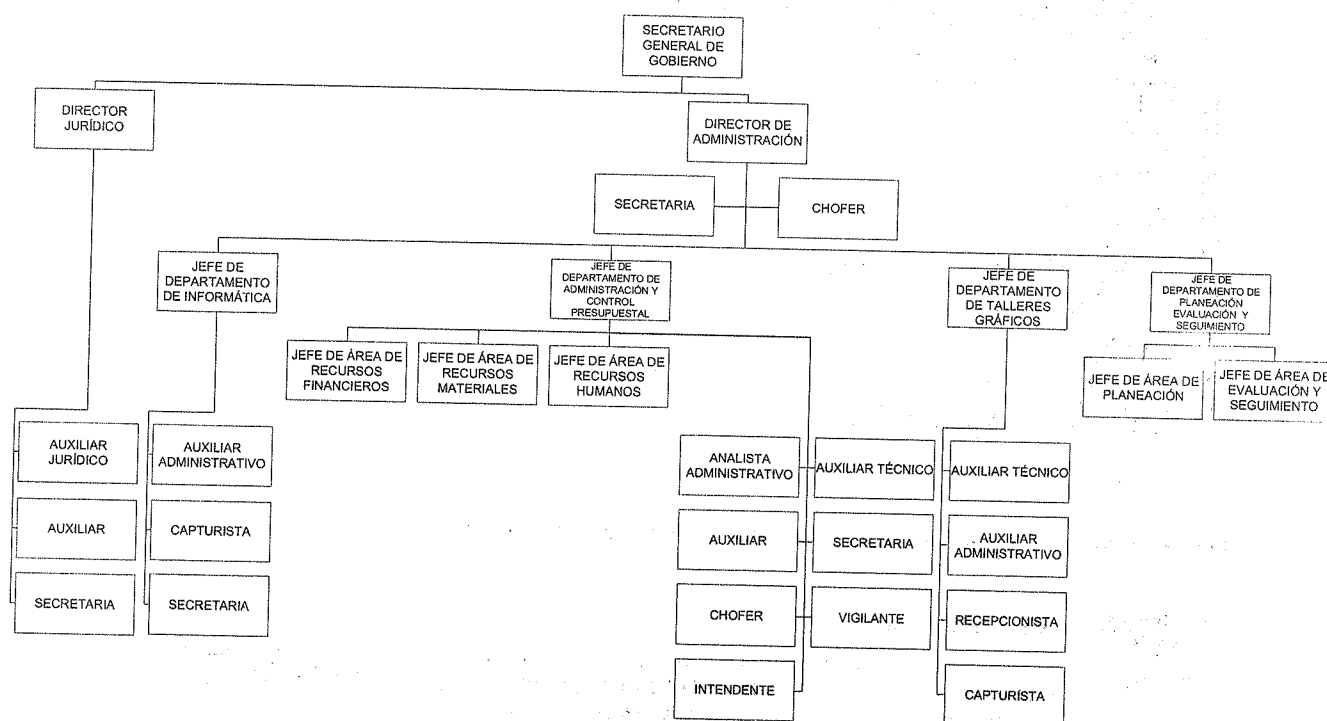 SECRETARIO
GENERAL DE
GOBIERNO
DIRECTOR
JURÍDICO
DIRECTOR DE
ADMINISTRACIÓN
SECRETARIA
CHOFER
JEFE DE
DEPARTAMENTO
DE INFORMÁTICA
JEFE DE
DEPARTAMENTO DE
ADMINISTRACIÓN Y
CONTROL
PRESUPUESTAL
JEFE DE
DEPARTAMENTO
DE TALLERES
GRÁFICOS
JEFE DE
DEPARTAMENTO DE
PLANEACIÓN
EVALUACIÓN Y
SEGUIMIENTO
JEFE DE ÁREA DE
RECURSOS
FINANCIEROS
JEFE DE ÁREA DE
RECURSOS
MATERIALES
JEFE DE ÁREA DE
RECURSOS
HUMANOS
JEFE DE ÁREA DE
PLANEACIÓN
JEFE DE ÁREA DE
EVALUACIÓN Y
SEGUIMIENTO
AUXILIAR
JURÍDICO
AUXILIAR
ADMINISTRATIVO
ANALISTA
ADMINISTRATIVO
AUXILIAR TÉCNICO
AUXILIAR TÉCNICO
AUXILIAR
CAPTURISTA
AUXILIAR
SECRETARIA
AUXILIAR
ADMINISTRATIVO
SECRETARIA
SECRETARIA
CHOFER
VIGILANTE
RECEPCIONISTA
INTENDENTE
CAPTURÍSTA